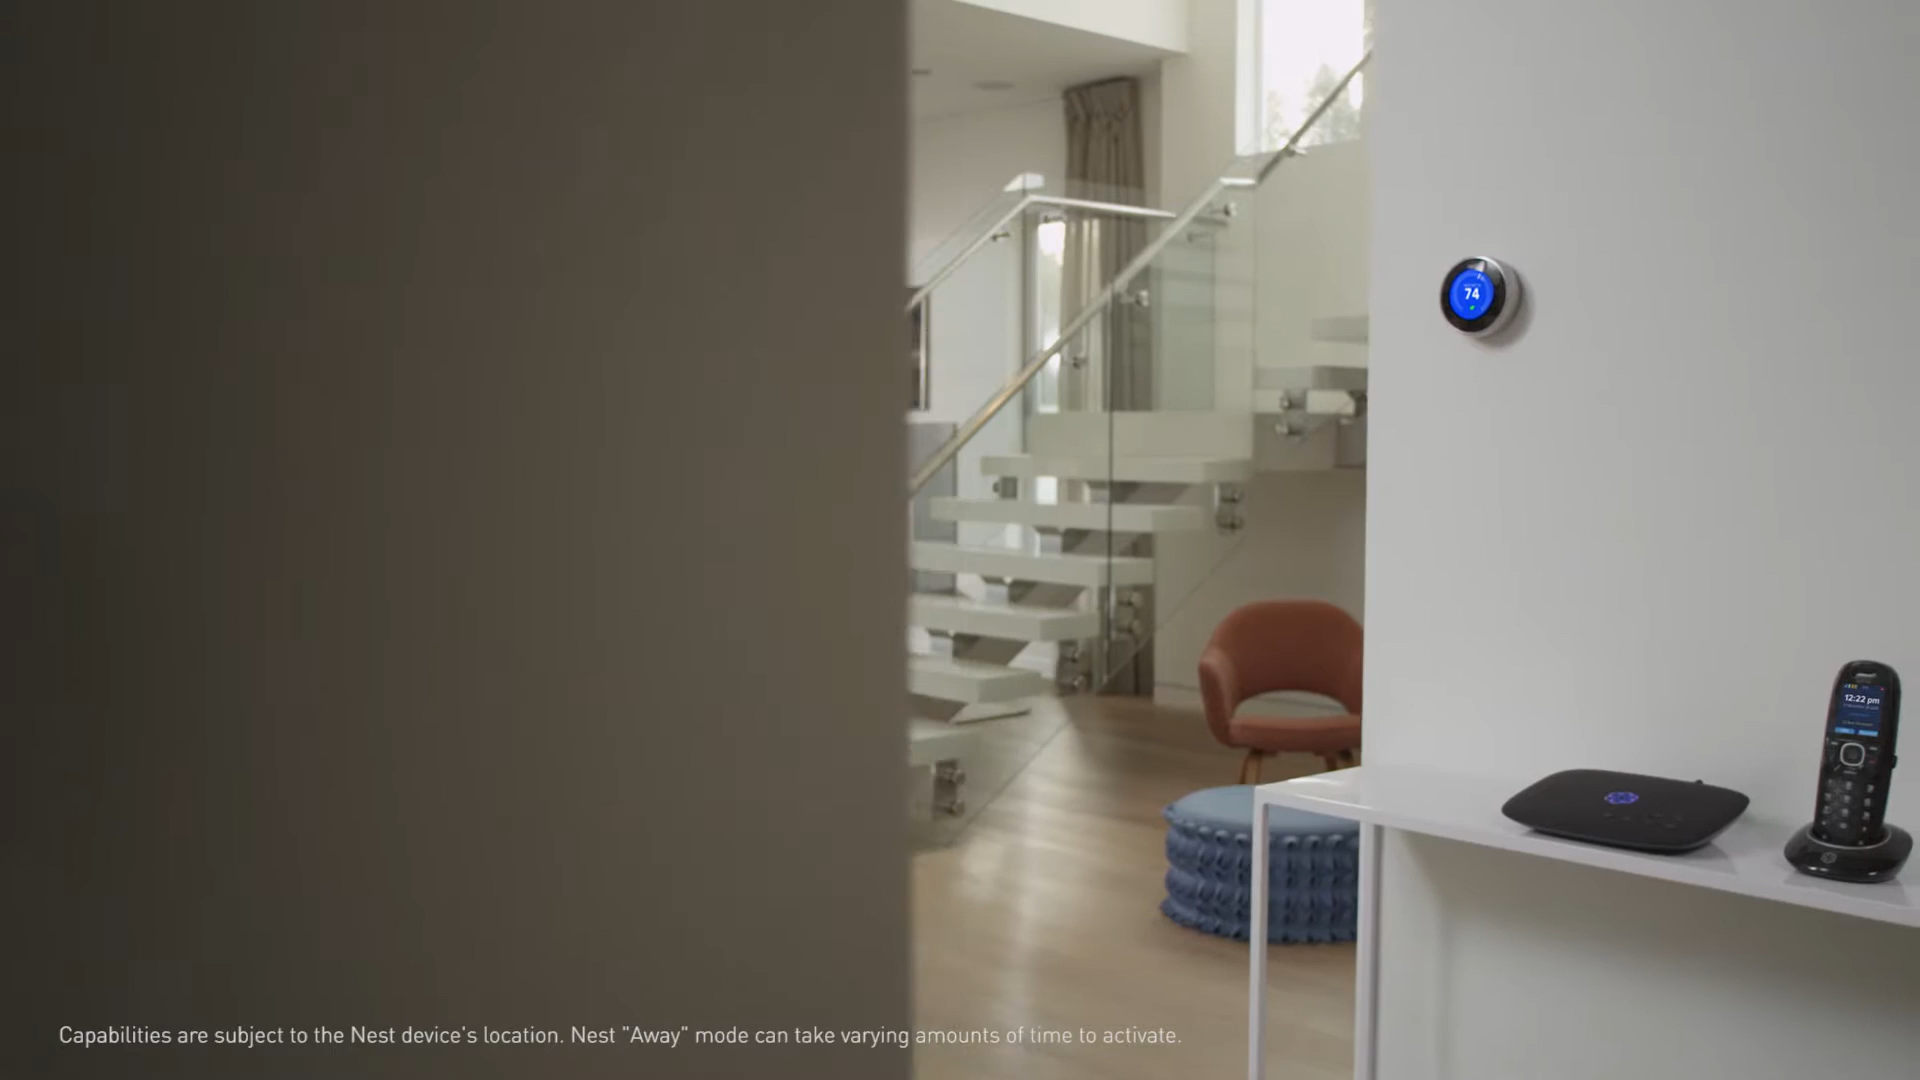 74
12:22 pm
Capabilities are subject to the Nest device's location. Nest "Away" mode can take varying amounts of time to activate.